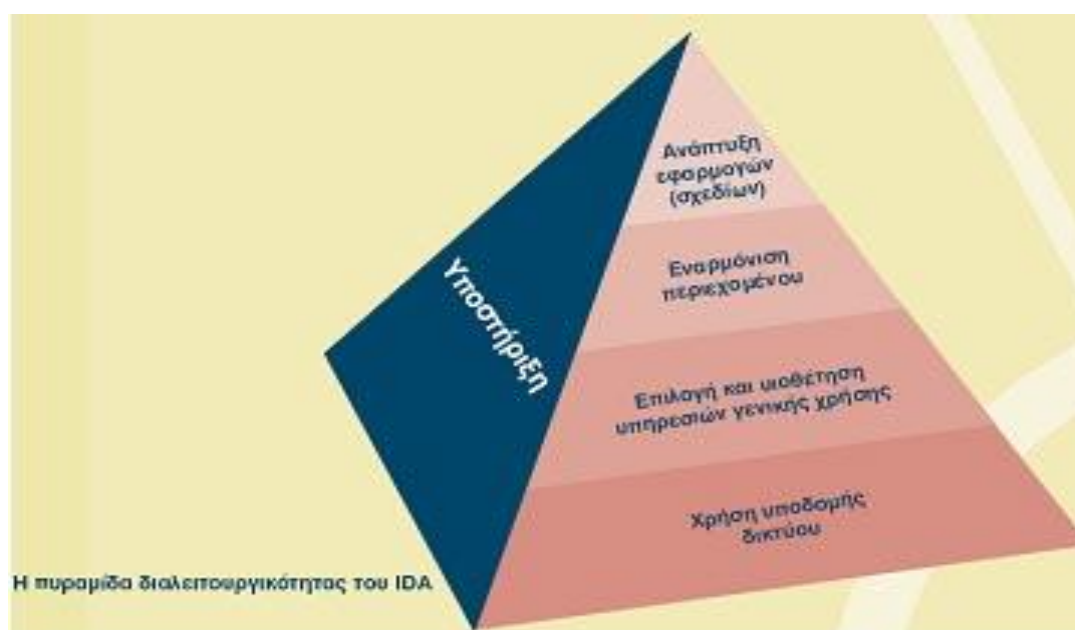 Ανάπτυξη
εφαρμογών
(σχεδίων)
Εναρμόνιση
περιεχομένου
Υποστήριξη
Επιλογή και υιοθέτηση
υπηρεσιών γενικής χρήσης
Χρήση υποδομής
δικτύου
Η πυραμίδα διαλειτουργικότητας του IDA